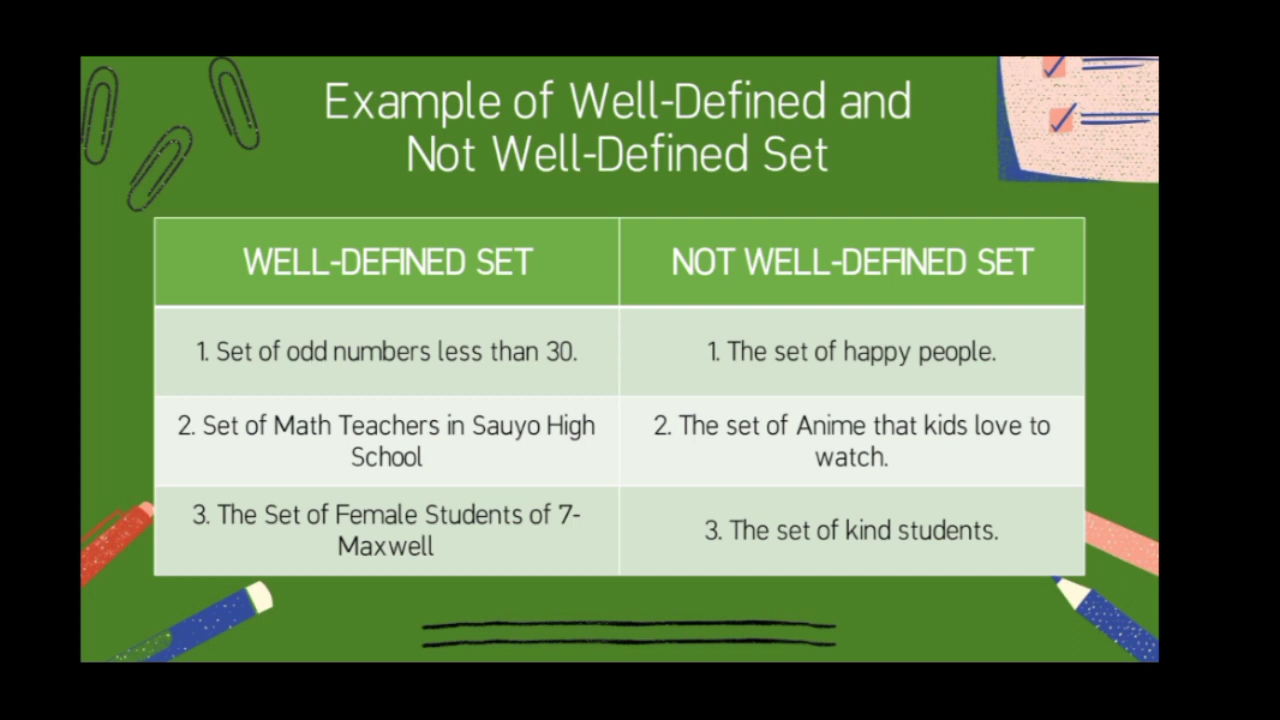 Example of Well-Defined and
Not Well-Defined Set
WELL-DEFINED SET
NOT WELL-DEFINED SET
1. Set of odd numbers less than 30.
1. The set of happy people.
2. Set of Math Teachers in Sauyo High
School
2. The set of Anime that kids love to
watch.
3. The Set of Female Students of 7-
Maxwell
3. The set of kind students.